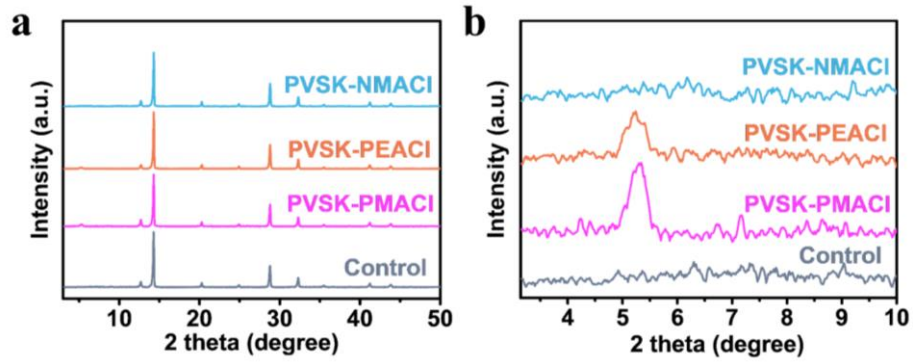 a
Intensity (a.u.)
PVSK-NMACl
PVSK-PEACl
PVSK-PMACl
Control
10 20 30 40 50
2 theta (degree)
b
Intensity (a.u.)
PVSK-NMACl
PVSK-PEACl
PVSK-PMACl
Control
4 5 6 7 8 9 10
2 theta (degree)